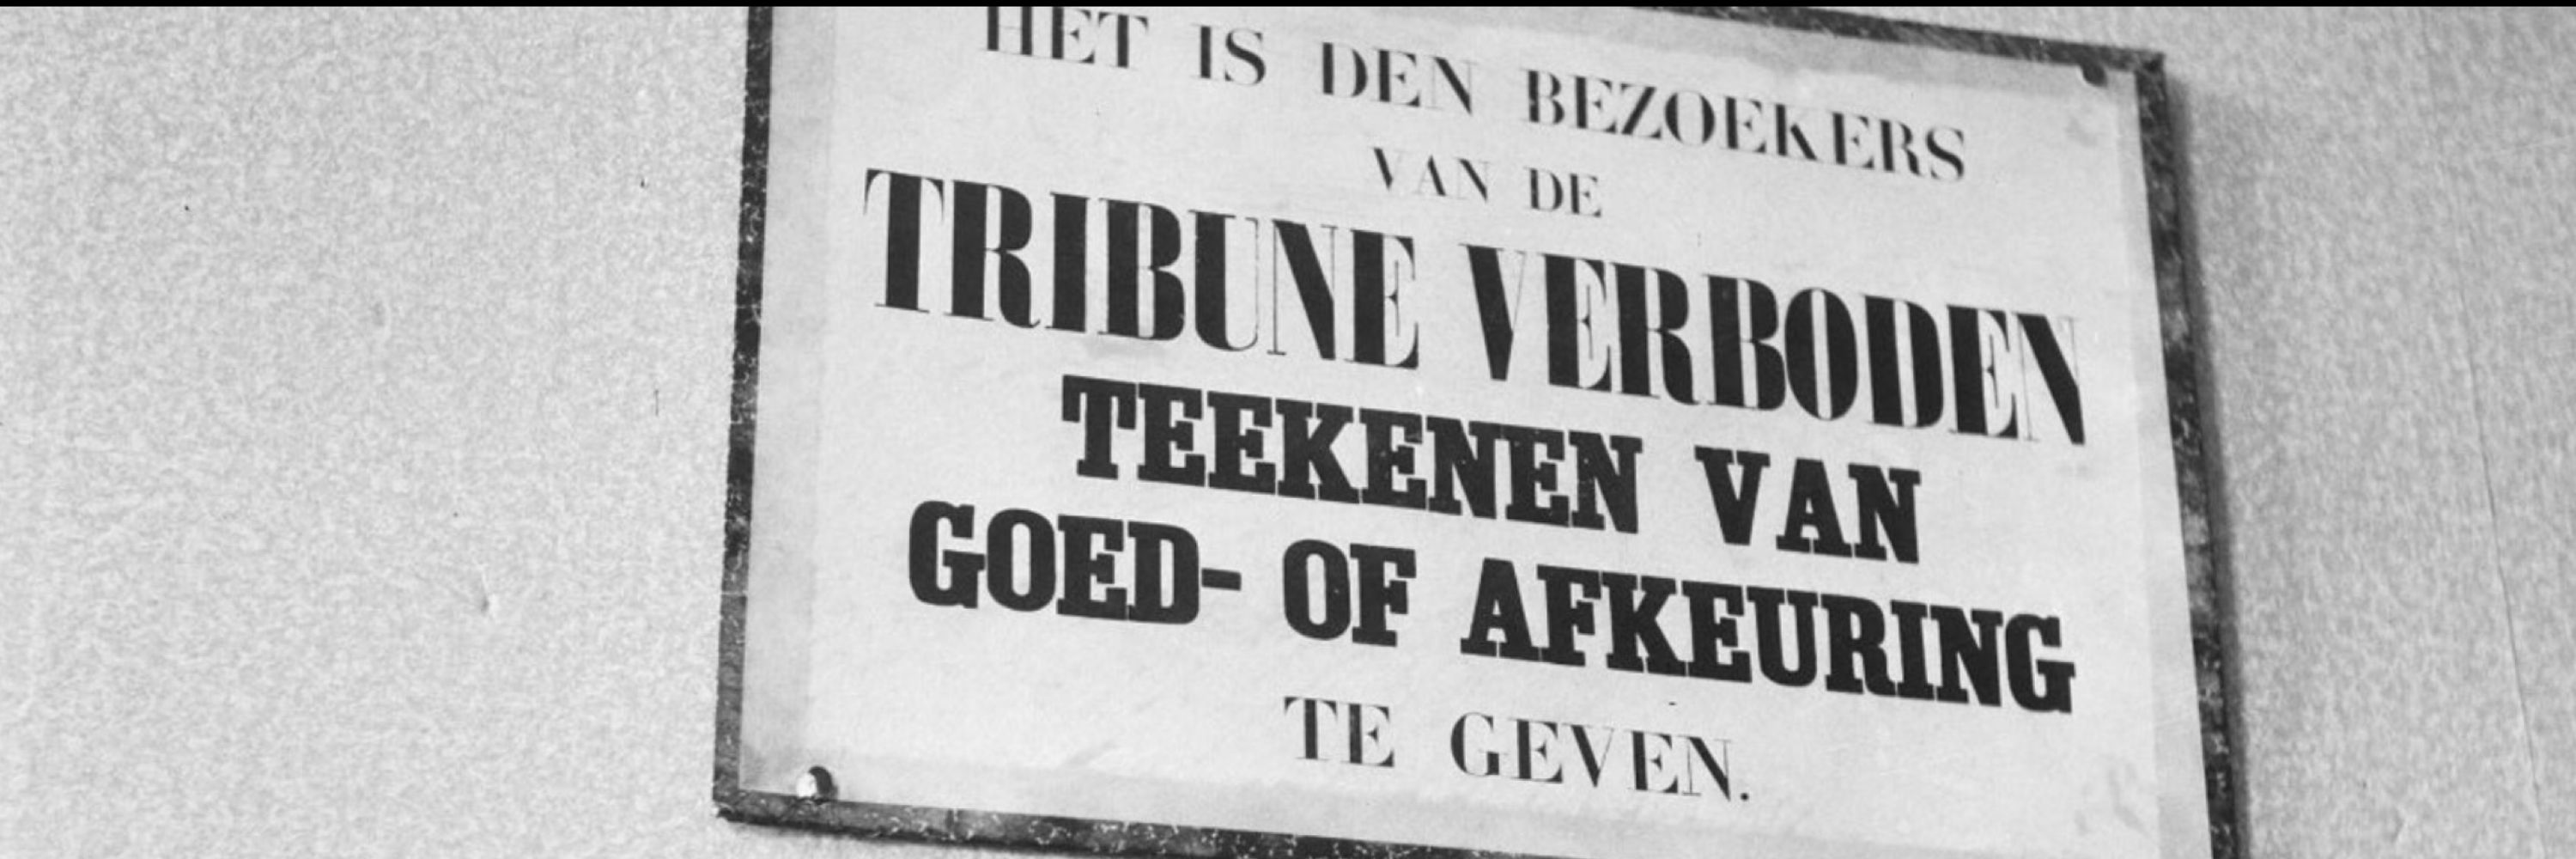 HET IS DEN BEZOEKERS
VAN DE
TRIBUNE VERBODEN
TEEKENEN VAN
GOED- OF AFKEURING
TE GEVEN.